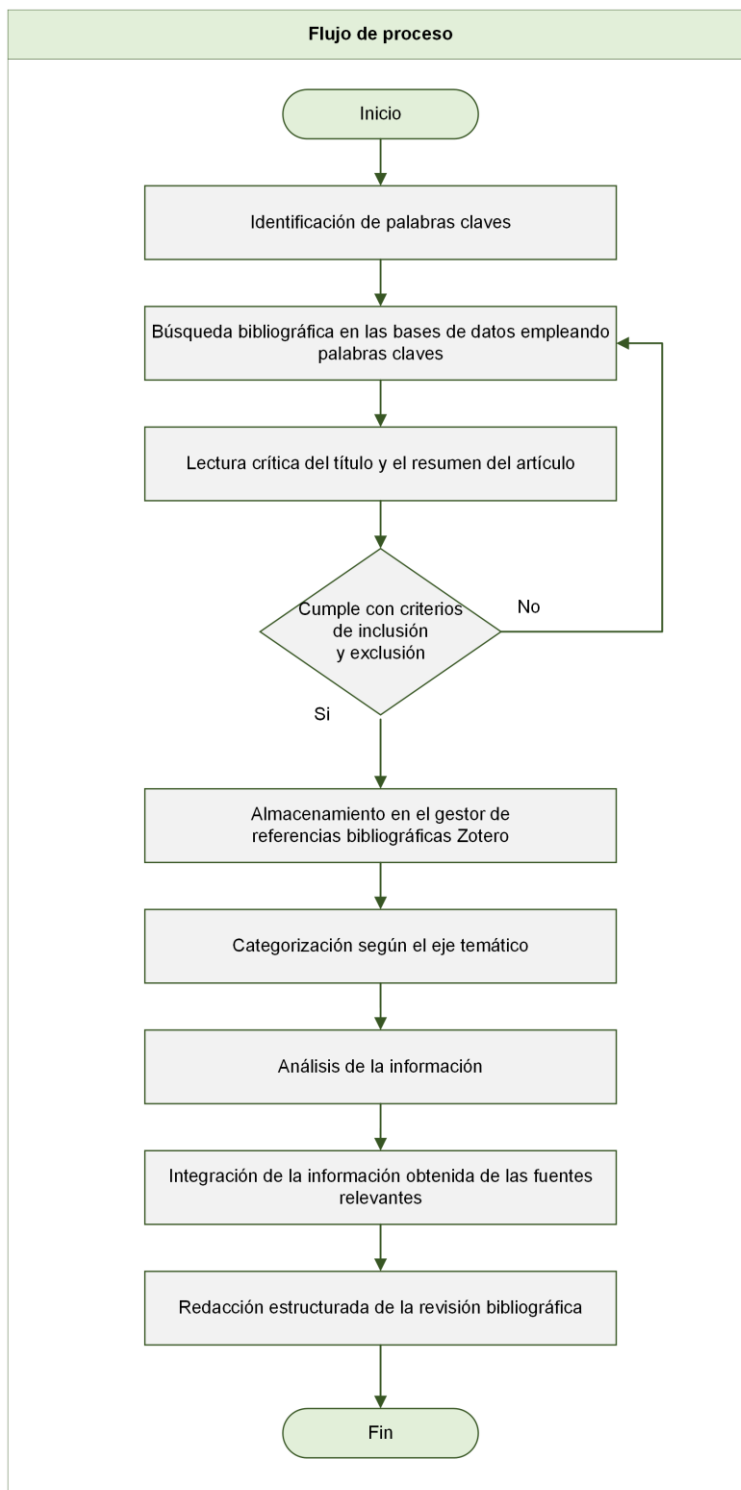 Flujo de proceso
Inicio
Identificación de palabras claves
Búsqueda bibliográfica en las bases de datos empleando
palabras claves
Lectura crítica del título y el resumen del artículo
Cumple con criterios
de inclusión
y exclusión
No
Si
Almacenamiento en el gestor de
referencias bibliográficas Zotero
Categorización según el eje temático
Análisis de la información
Integración de la información obtenida de las fuentes
relevantes
Redacción estructurada de la revisión bibliográfica
Fin